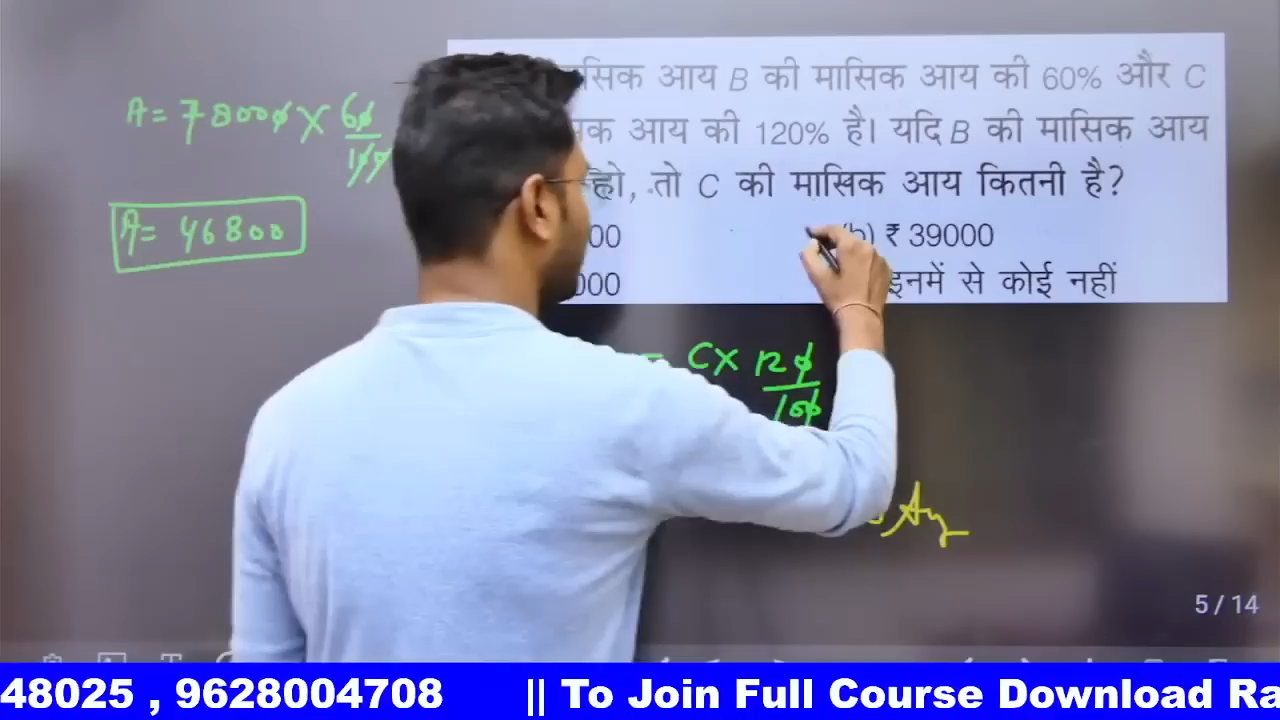 A = 78000 × 60/100
A = 46800
सिक आय B की मासिक आय की 60% और C
क आय की 120% है। यदि B की मासिक आय
हो, तो C की मासिक आय कितनी है?
00
(b) ₹ 39000
000
इनमें से कोई नहीं
= C × 120/100
5 / 14
48025 , 9628004708 || To Join Full Course Download Ra